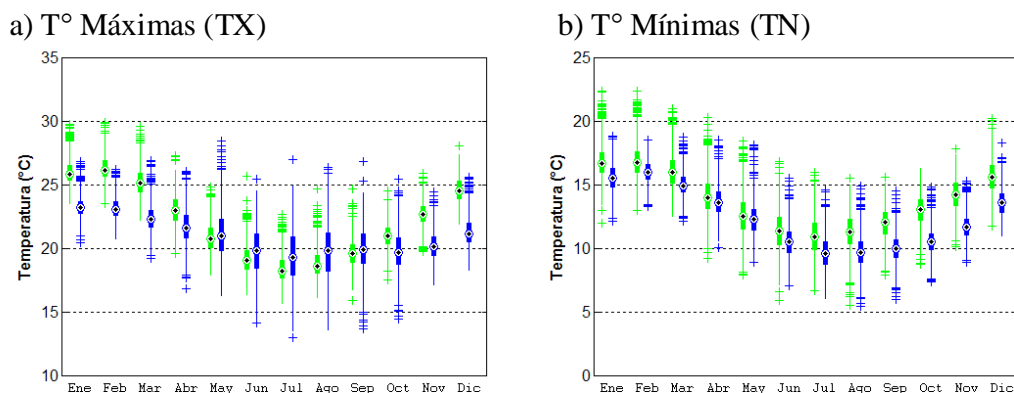 a) T° Máximas (TX)
b) T° Mínimas (TN)
35
30
25
20
15
10
Temperatura (°C)
Ene Feb Mar Abr May Jun Jul Ago Sep Oct Nov Dic
25
20
15
10
5
0
Temperatura (°C)
Ene Feb Mar Abr May Jun Jul Ago Sep Oct Nov Dic